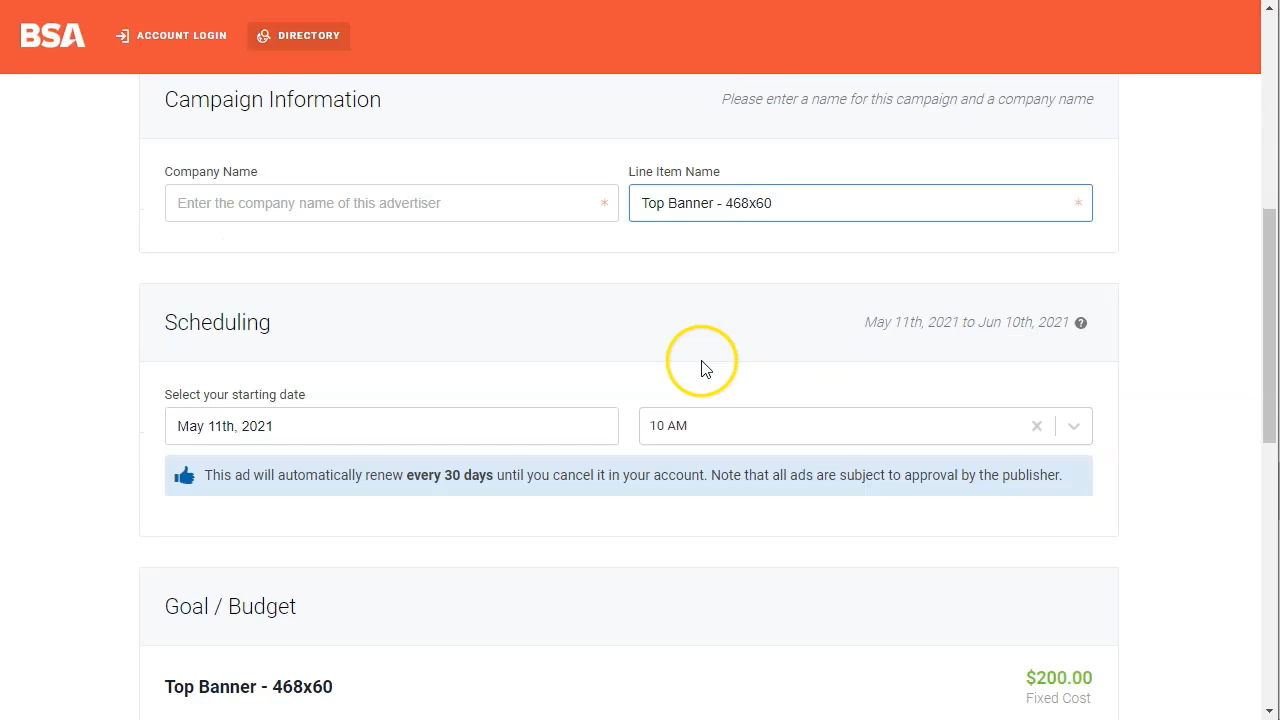 BSA
ACCOUNT LOGIN
DIRECTORY
Campaign Information
Please enter a name for this campaign and a company name
Company Name
Line Item Name
Enter the company name of this advertiser *
Top Banner - 468x60 *
Scheduling
May 11th, 2021 to Jun 10th, 2021 ?
Select your starting date
May 11th, 2021
10 AM
This ad will automatically renew every 30 days until you cancel it in your account. Note that all ads are subject to approval by the publisher.
Goal / Budget
Top Banner - 468x60
$200.00
Fixed Cost